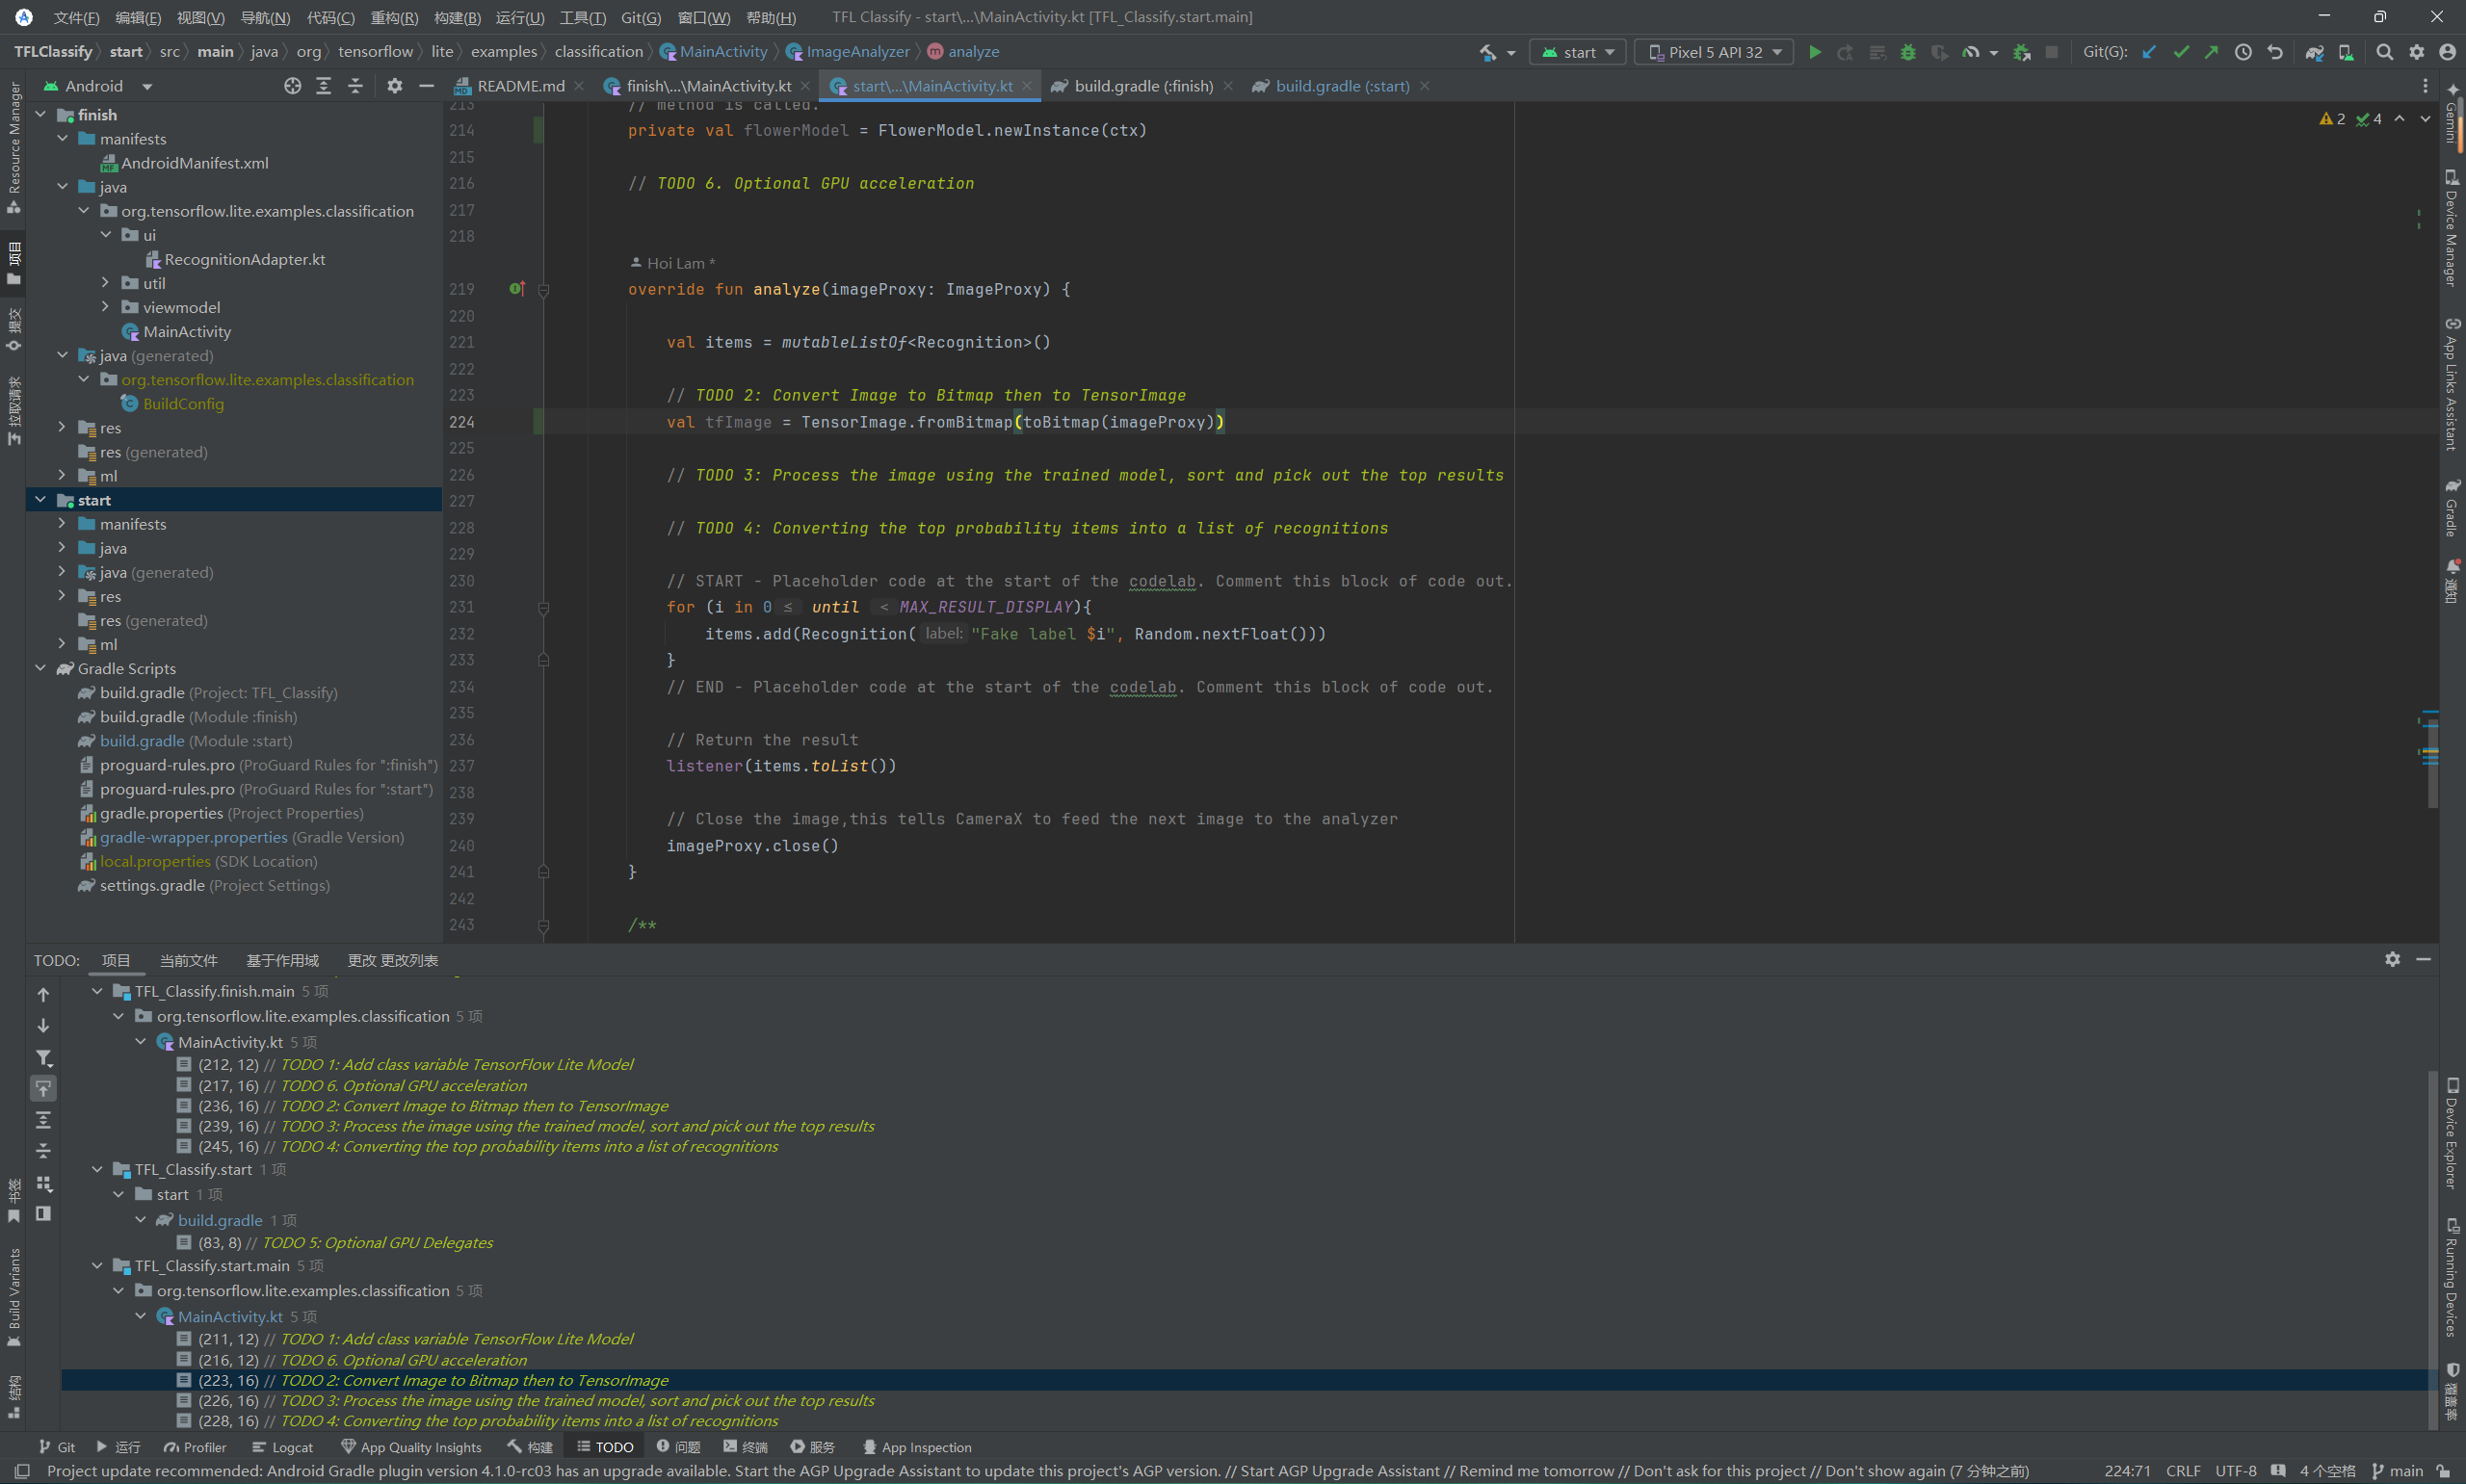 文件(F) 编辑(E) 视图(V) 导航(N) 代码(C) 重构(R) 构建(B) 运行(U) 工具(T) Git(G) 窗口(W) 帮助(H) TFL Classify - start\...\MainActivity.kt [TFL_Classify.start.main]
TFLClassify start src main java org tensorflow lite examples classification MainActivity ImageAnalyzer analyze start Pixel 5 API 32 Git(G):
Android README.md finish\...\MainActivity.kt start\...\MainActivity.kt build.gradle (:finish) build.gradle (:start)
Resource Manager
项目
提交
拉取请求
书签
Build Variants
结构
finish
manifests
AndroidManifest.xml
java
org.tensorflow.lite.examples.classification
ui
RecognitionAdapter.kt
util
viewmodel
MainActivity
java (generated)
org.tensorflow.lite.examples.classification
BuildConfig
res
res (generated)
ml
start
manifests
java
java (generated)
res
res (generated)
ml
Gradle Scripts
build.gradle (Project: TFL_Classify)
build.gradle (Module :finish)
build.gradle (Module :start)
proguard-rules.pro (ProGuard Rules for ":finish")
proguard-rules.pro (ProGuard Rules for ":start")
gradle.properties (Project Properties)
gradle-wrapper.properties (Gradle Version)
local.properties (SDK Location)
settings.gradle (Project Settings)
2 4
213 // method is called.
214 private val flowerModel = FlowerModel.newInstance(ctx)
215
216 // TODO 6. Optional GPU acceleration
217
218
Hoi Lam *
219 override fun analyze(imageProxy: ImageProxy) {
220
221 val items = mutableListOf<Recognition>()
222
223 // TODO 2: Convert Image to Bitmap then to TensorImage
224 val tfImage = TensorImage.fromBitmap(toBitmap(imageProxy))
225
226 // TODO 3: Process the image using the trained model, sort and pick out the top results
227
228 // TODO 4: Converting the top probability items into a list of recognitions
229
230 // START - Placeholder code at the start of the codelab. Comment this block of code out.
231 for (i in 0 ≤ until < MAX_RESULT_DISPLAY){
232 items.add(Recognition( label: "Fake label $i", Random.nextFloat()))
233 }
234 // END - Placeholder code at the start of the codelab. Comment this block of code out.
235
236 // Return the result
237 listener(items.toList())
238
239 // Close the image,this tells CameraX to feed the next image to the analyzer
240 imageProxy.close()
241 }
242
243 /**
Gemini
Device Manager
App Links Assistant
Gradle
通知
Device Explorer
Running Devices
覆盖率
TODO: 项目 当前文件 基于作用域 更改 更改列表
TFL_Classify.finish.main 5 项
org.tensorflow.lite.examples.classification 5 项
MainActivity.kt 5 项
(212, 12) // TODO 1: Add class variable TensorFlow Lite Model
(217, 16) // TODO 6. Optional GPU acceleration
(236, 16) // TODO 2: Convert Image to Bitmap then to TensorImage
(239, 16) // TODO 3: Process the image using the trained model, sort and pick out the top results
(245, 16) // TODO 4: Converting the top probability items into a list of recognitions
TFL_Classify.start 1 项
start 1 项
build.gradle 1 项
(83, 8) // TODO 5: Optional GPU Delegates
TFL_Classify.start.main 5 项
org.tensorflow.lite.examples.classification 5 项
MainActivity.kt 5 项
(211, 12) // TODO 1: Add class variable TensorFlow Lite Model
(216, 12) // TODO 6. Optional GPU acceleration
(223, 16) // TODO 2: Convert Image to Bitmap then to TensorImage
(226, 16) // TODO 3: Process the image using the trained model, sort and pick out the top results
(228, 16) // TODO 4: Converting the top probability items into a list of recognitions
Git 运行 Profiler Logcat App Quality Insights 构建 TODO 问题 终端 服务 App Inspection
Project update recommended: Android Gradle plugin version 4.1.0-rc03 has an upgrade available. Start the AGP Upgrade Assistant to update this project's AGP version. // Start AGP Upgrade Assistant // Remind me tomorrow // Don't ask for this project // Don't show again (7 分钟之前) 224:71 CRLF UTF-8 4 个空格 main